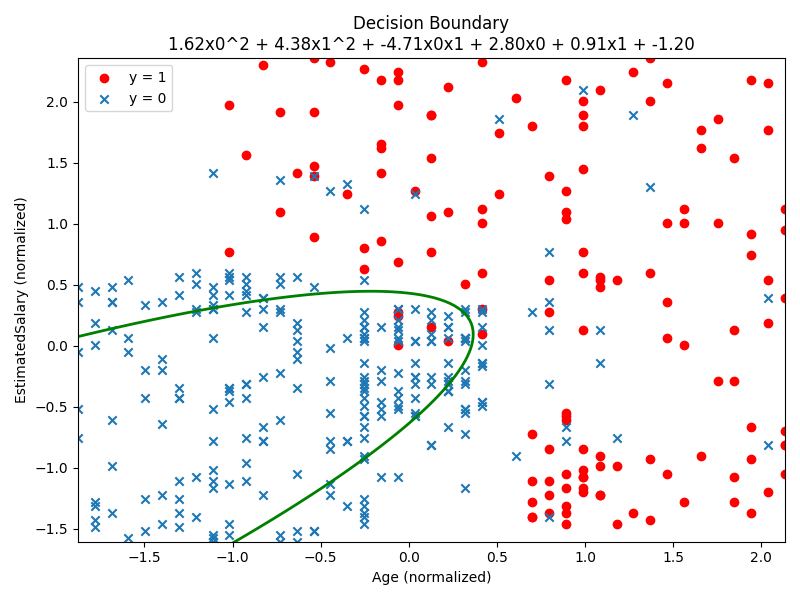 Decision Boundary
1.62x0^2 + 4.38x1^2 + -4.71x0x1 + 2.80x0 + 0.91x1 + -1.20
y = 1
y = 0
EstimatedSalary (normalized)
2.0
1.5
1.0
0.5
0.0
−0.5
−1.0
−1.5
−1.5
−1.0
−0.5
0.0
0.5
1.0
1.5
2.0
Age (normalized)